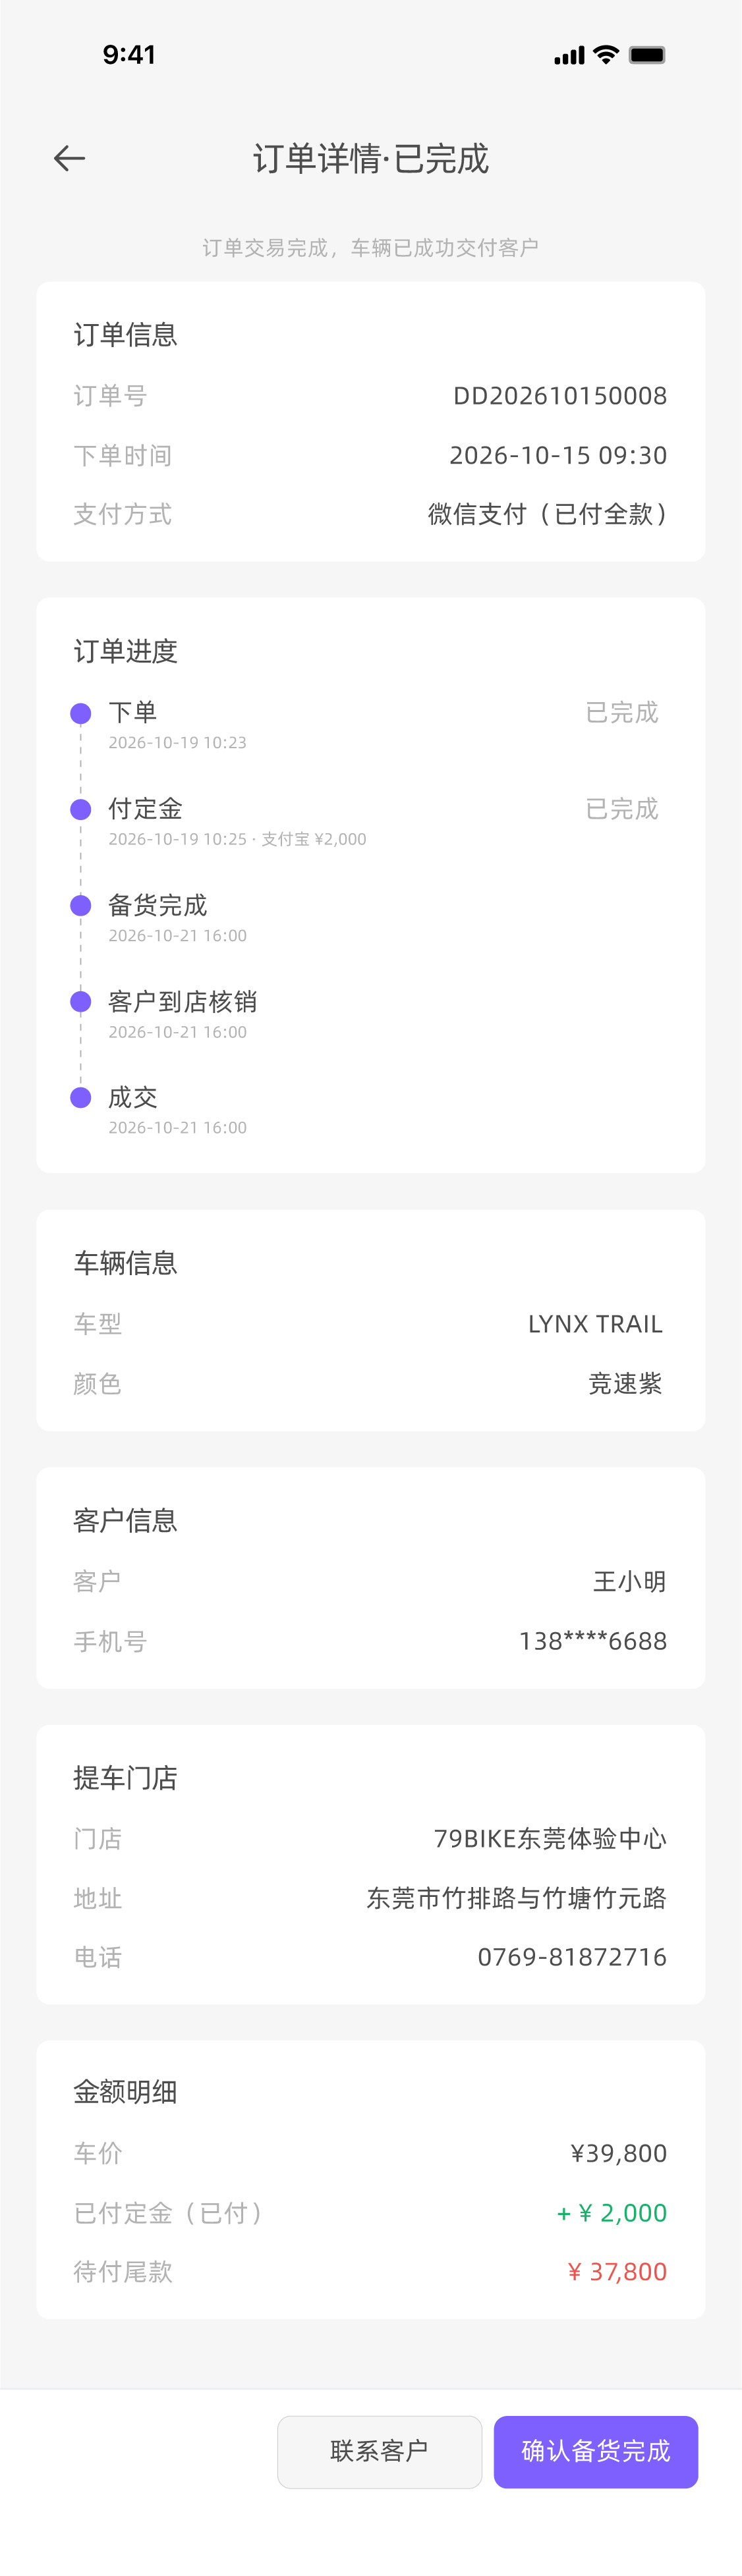 9:41
订单详情·已完成
订单交易完成，车辆已成功交付客户
订单信息
订单号 DD202610150008
下单时间 2026-10-15 09:30
支付方式 微信支付（已付全款）
订单进度
下单 已完成
2026-10-19 10:23
付定金 已完成
2026-10-19 10:25 · 支付宝 ¥2,000
备货完成
2026-10-21 16:00
客户到店核销
2026-10-21 16:00
成交
2026-10-21 16:00
车辆信息
车型 LYNX TRAIL
颜色 竞速紫
客户信息
客户 王小明
手机号 138****6688
提车门店
门店 79BIKE东莞体验中心
地址 东莞市竹排路与竹塘竹元路
电话 0769-81872716
金额明细
车价 ¥39,800
已付定金（已付） + ¥ 2,000
待付尾款 ¥ 37,800
联系客户 确认备货完成